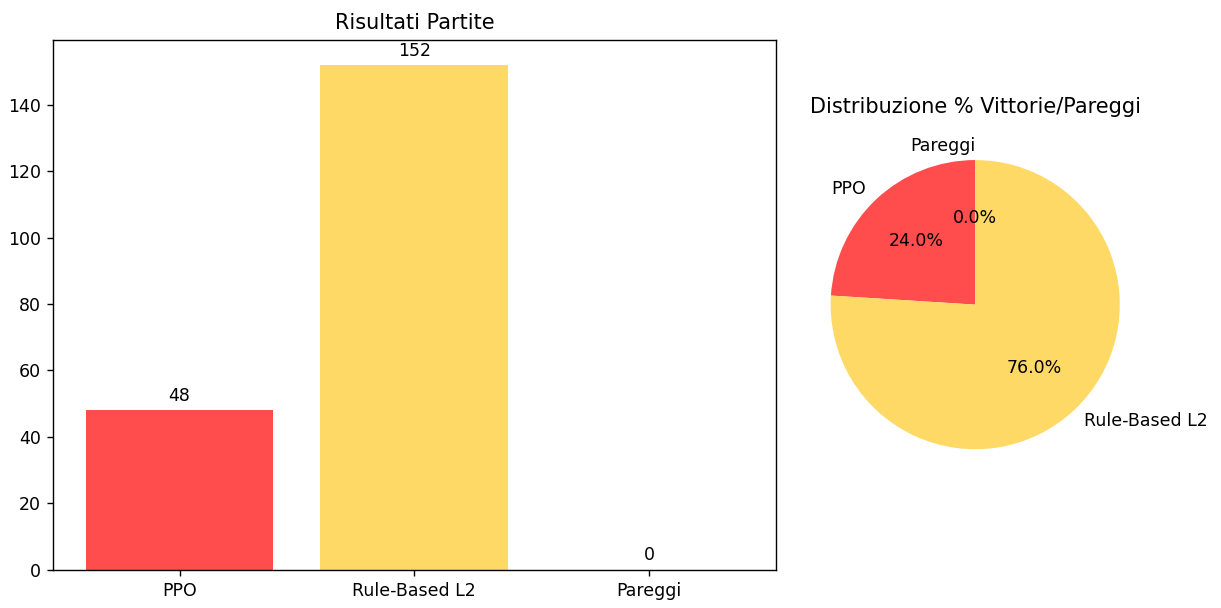 Risultati Partite
152
48
0
140
120
100
80
60
40
20
0
PPO
Rule-Based L2
Pareggi
Distribuzione % Vittorie/Pareggi
Pareggi
PPO
0.0%
24.0%
76.0%
Rule-Based L2